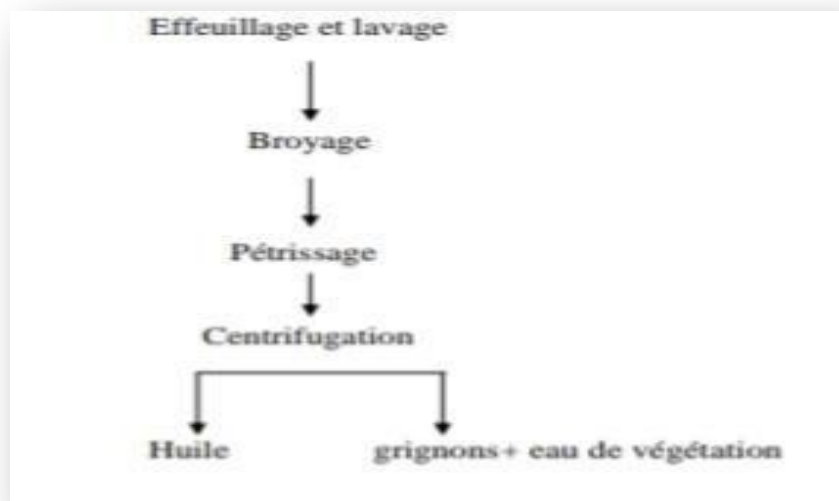 Effeuillage et lavage
Broyage
Pétrissage
Centrifugation
Huile
grignons+ eau de végétation